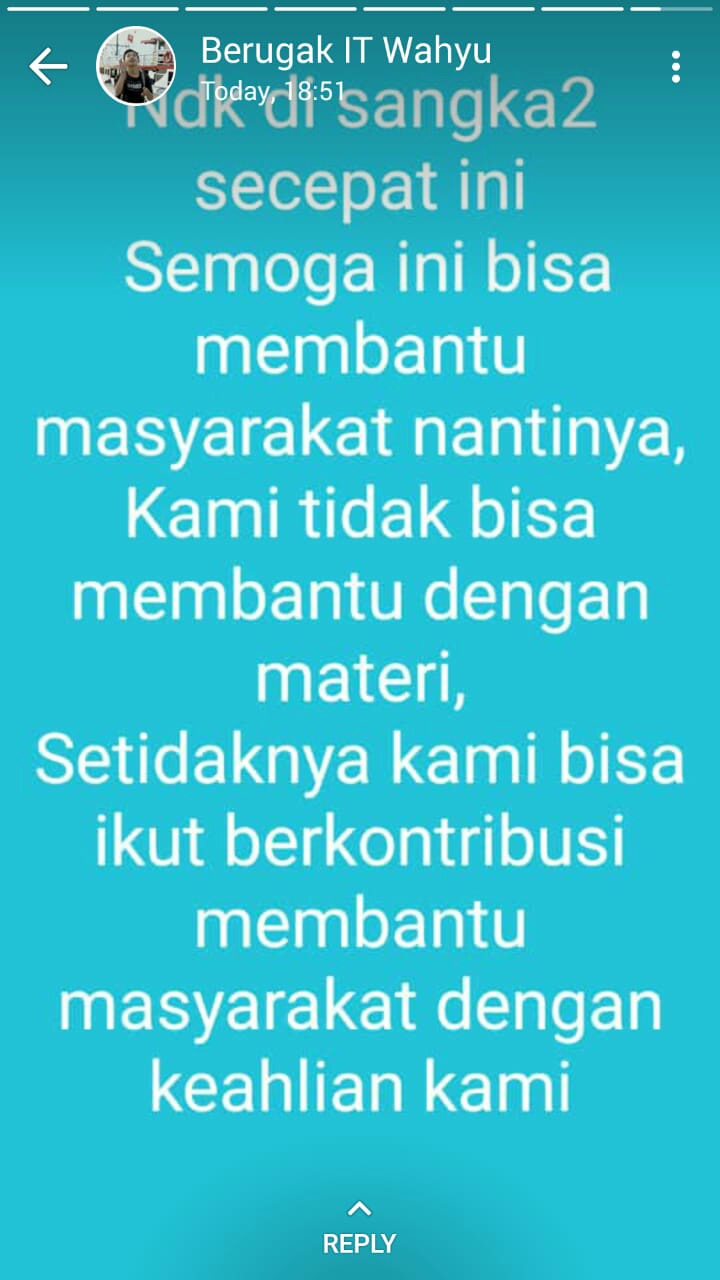 Berugak IT Wahyu
Today, 18:51
Ndk di sangka2
secepat ini
Semoga ini bisa
membantu
masyarakat nantinya,
Kami tidak bisa
membantu dengan
materi,
Setidaknya kami bisa
ikut berkontribusi
membantu
masyarakat dengan
keahlian kami
REPLY